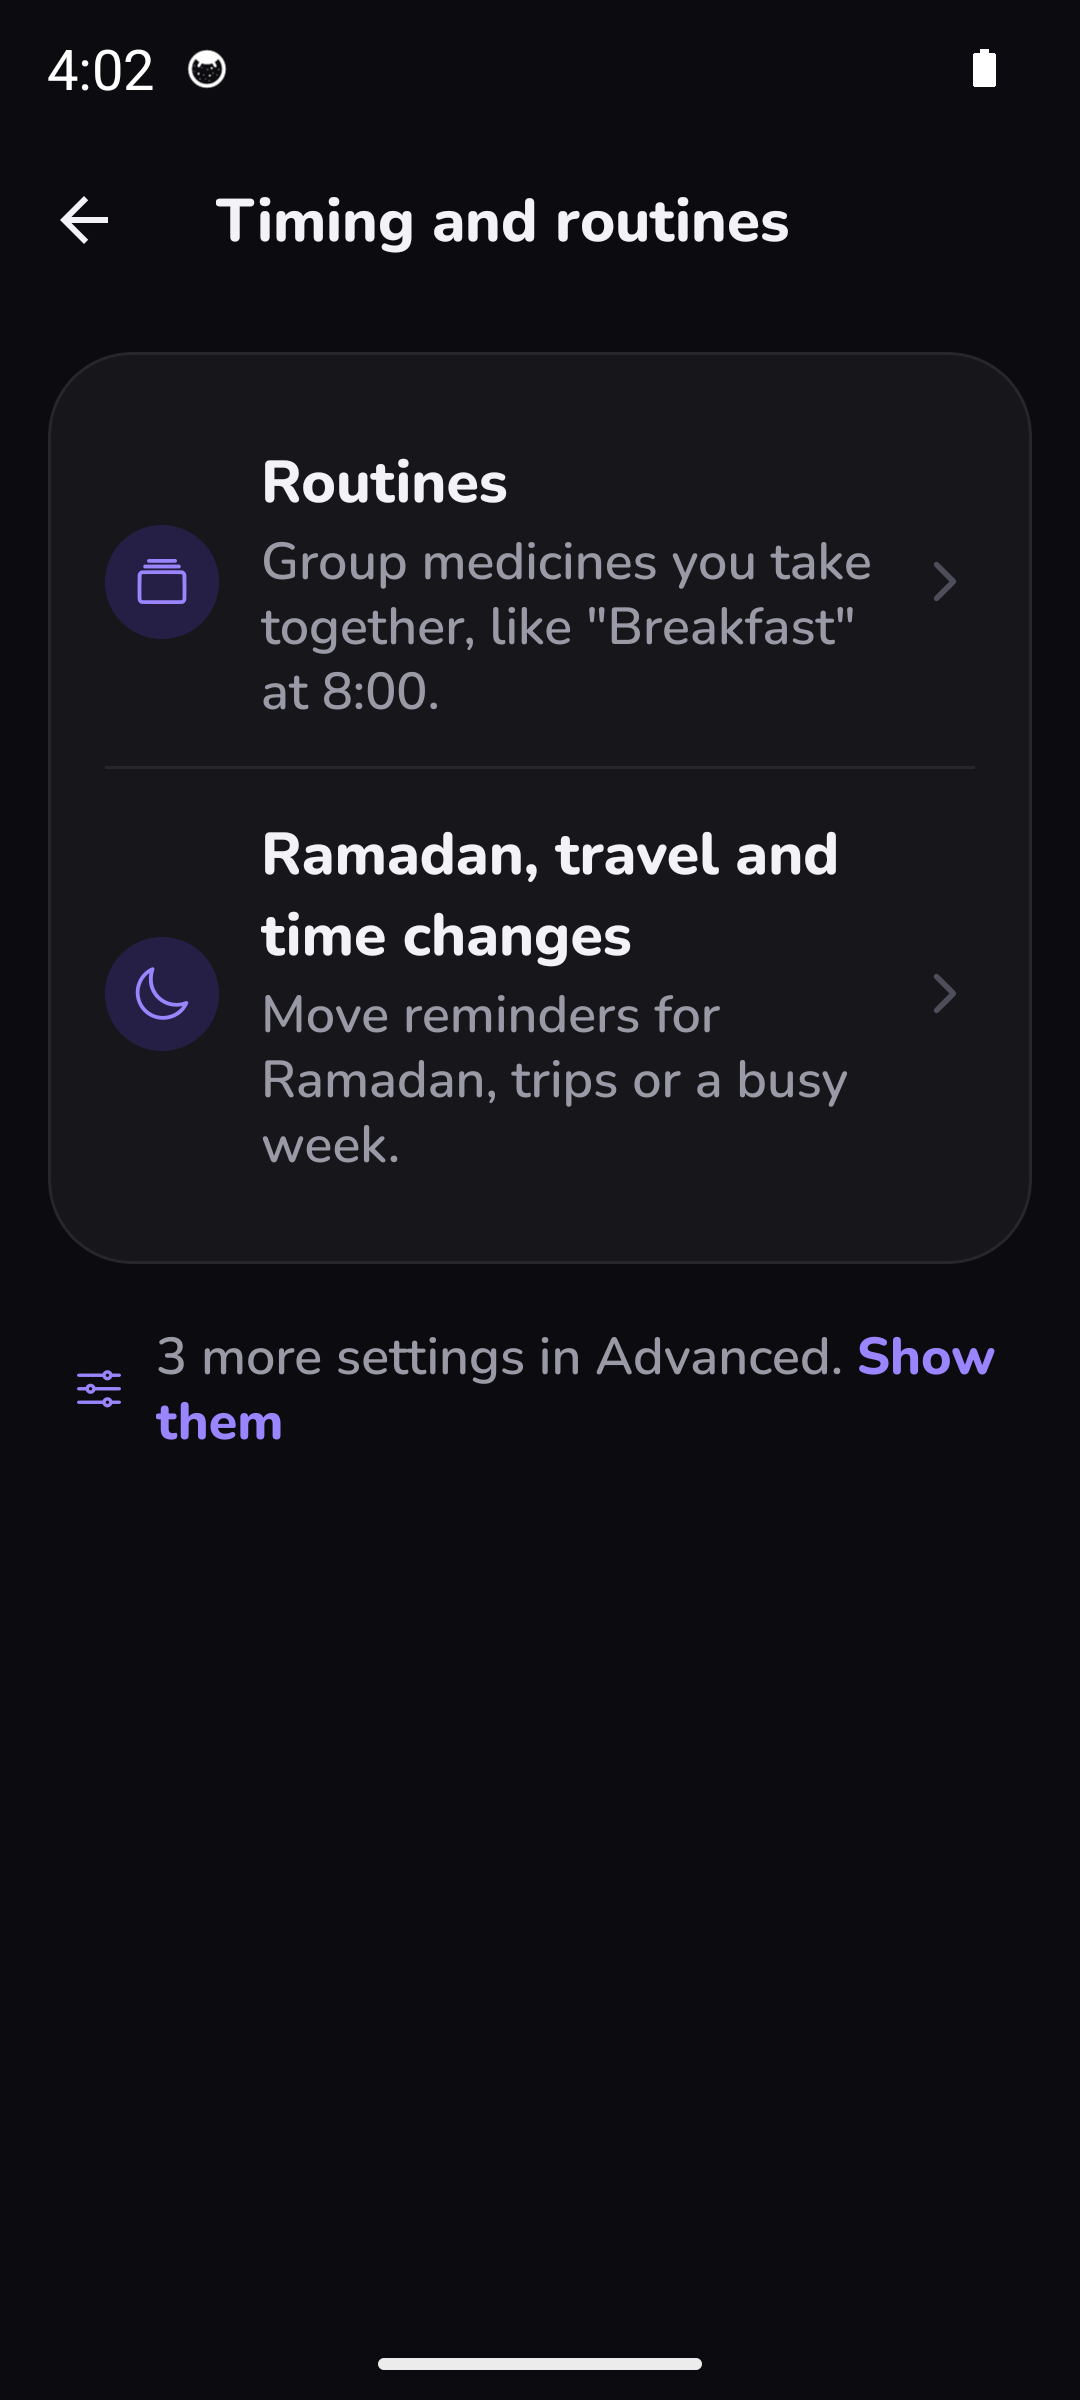 4:02
Timing and routines
Routines
Group medicines you take
together, like "Breakfast"
at 8:00.
Ramadan, travel and
time changes
Move reminders for
Ramadan, trips or a busy
week.
3 more settings in Advanced. Show
them